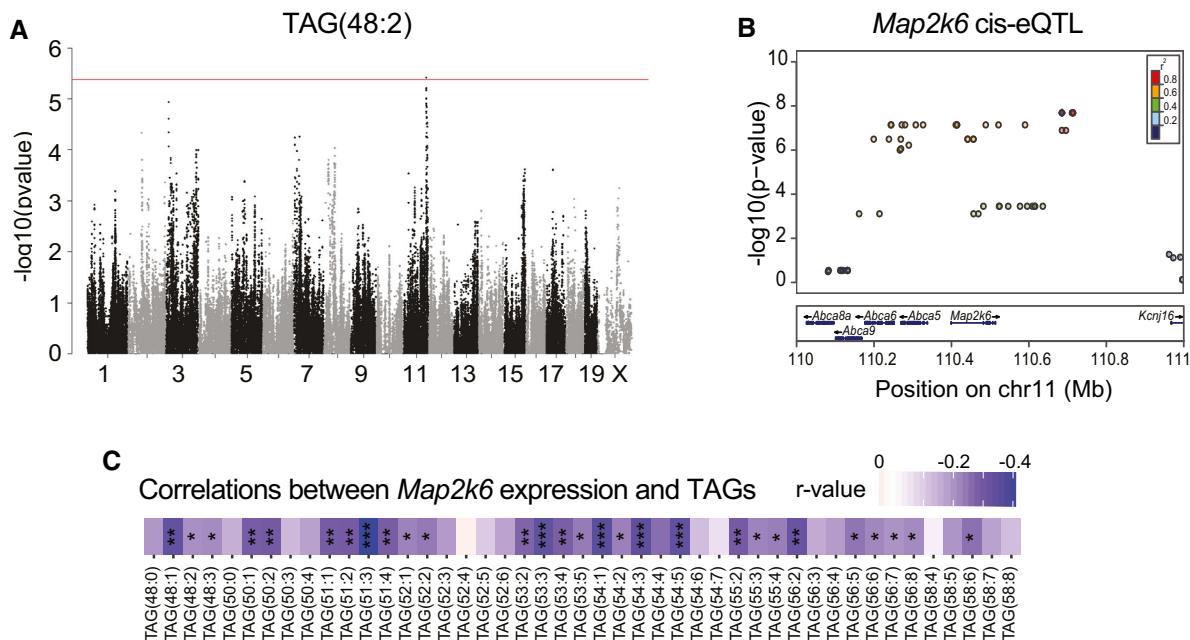 A
TAG(48:2)
-log10(pvalue)
6
5
4
3
2
1
0
1 3 5 7 9 11 13 15 17 19 X
B
Map2k6 cis-eQTL
-log10(p-value)
10
8
6
4
2
0
r2
0.8
0.6
0.4
0.2
Abca8a
Abca9
Abca6
Abca5
Map2k6
Kcnj16
110 110.2 110.4 110.6 110.8 111
Position on chr11 (Mb)
C
Correlations between Map2k6 expression and TAGs
r-value
0 -0.2 -0.4
** * * ** ** ** ** *** ** * * ** *** ** * *** * *** *** ** * * ** * * * * *
TAG(48:0)
TAG(48:1)
TAG(48:2)
TAG(48:3)
TAG(50:0)
TAG(50:1)
TAG(50:2)
TAG(50:3)
TAG(50:4)
TAG(51:1)
TAG(51:2)
TAG(51:3)
TAG(51:4)
TAG(52:1)
TAG(52:2)
TAG(52:3)
TAG(52:4)
TAG(52:5)
TAG(52:6)
TAG(53:2)
TAG(53:3)
TAG(53:4)
TAG(53:5)
TAG(54:1)
TAG(54:2)
TAG(54:3)
TAG(54:4)
TAG(54:5)
TAG(54:6)
TAG(54:7)
TAG(55:2)
TAG(55:3)
TAG(55:4)
TAG(56:2)
TAG(56:3)
TAG(56:4)
TAG(56:5)
TAG(56:6)
TAG(56:7)
TAG(56:8)
TAG(58:4)
TAG(58:5)
TAG(58:6)
TAG(58:7)
TAG(58:8)